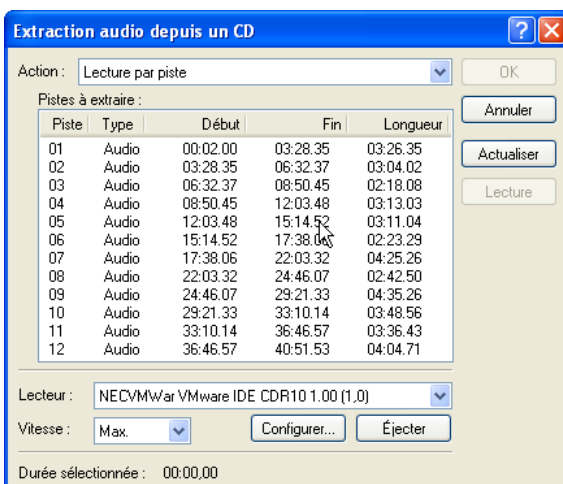 Extraction audio depuis un CD
Action : Lecture par piste OK
Pistes à extraire :
Annuler
Piste Type Début Fin Longueur
01 Audio 00:02.00 03:28.35 03:26.35
Actualiser
02 Audio 03:28.35 06:32.37 03:04.02
03 Audio 06:32.37 08:50.45 02:18.08
Lecture
04 Audio 08:50.45 12:03.48 03:13.03
05 Audio 12:03.48 15:14.52 03:11.04
06 Audio 15:14.52 17:38.06 02:23.29
07 Audio 17:38.06 22:03.32 04:25.26
08 Audio 22:03.32 24:46.07 02:42.50
09 Audio 24:46.07 29:21.33 04:35.26
10 Audio 29:21.33 33:10.14 03:48.56
11 Audio 33:10.14 36:46.57 03:36.43
12 Audio 36:46.57 40:51.53 04:04.71
Lecteur : NECVMWar VMware IDE CDR10 1.00 (1,0)
Vitesse : Max. Configurer... Éjecter
Durée sélectionnée : 00:00,00